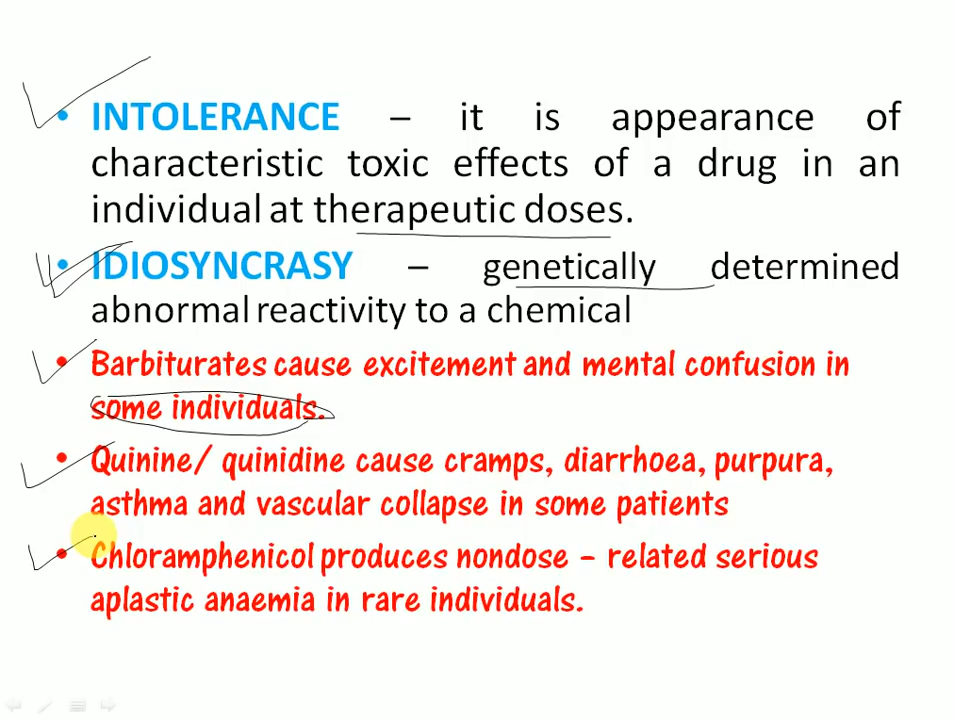 • INTOLERANCE – it is appearance of
characteristic toxic effects of a drug in an
individual at therapeutic doses.
• IDIOSYNCRASY – genetically determined
abnormal reactivity to a chemical
• Barbiturates cause excitement and mental confusion in
some individuals.
• Quinine/ quinidine cause cramps, diarrhoea, purpura,
asthma and vascular collapse in some patients
• Chloramphenicol produces nondose – related serious
aplastic anaemia in rare individuals.